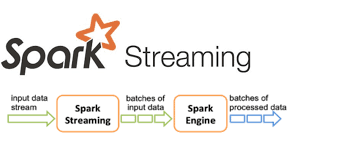 Spark Streaming
input data
stream
Spark
Streaming
batches of
input data
Spark
Engine
batches of
processed data